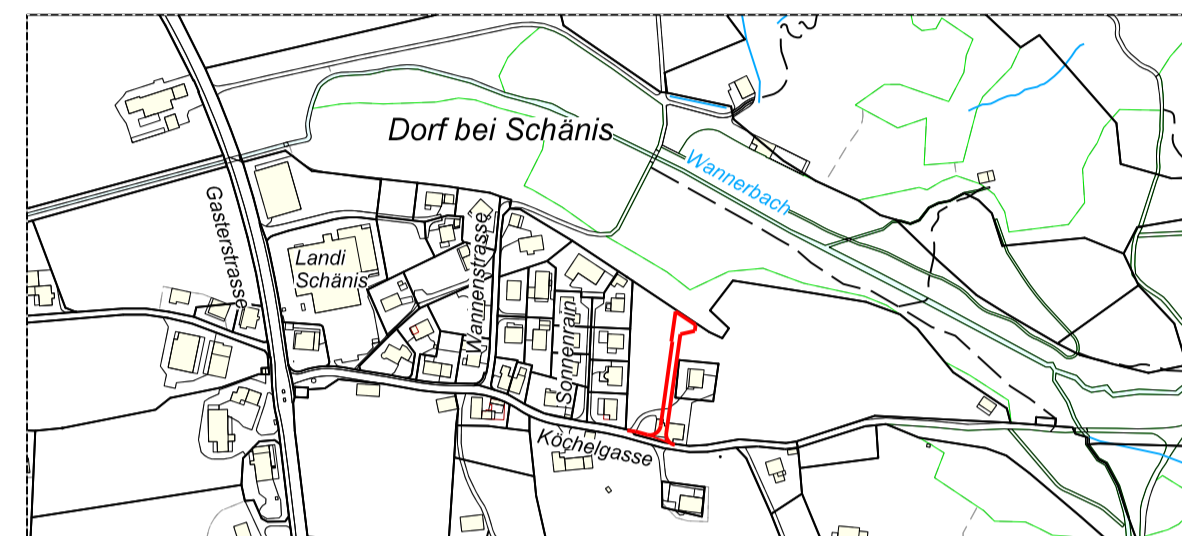 Dorf bei Schänis
Wannerbach
Gasterstrasse
Landi
Schänis
Wannenstrasse
Sonnenrain
Köchelgasse